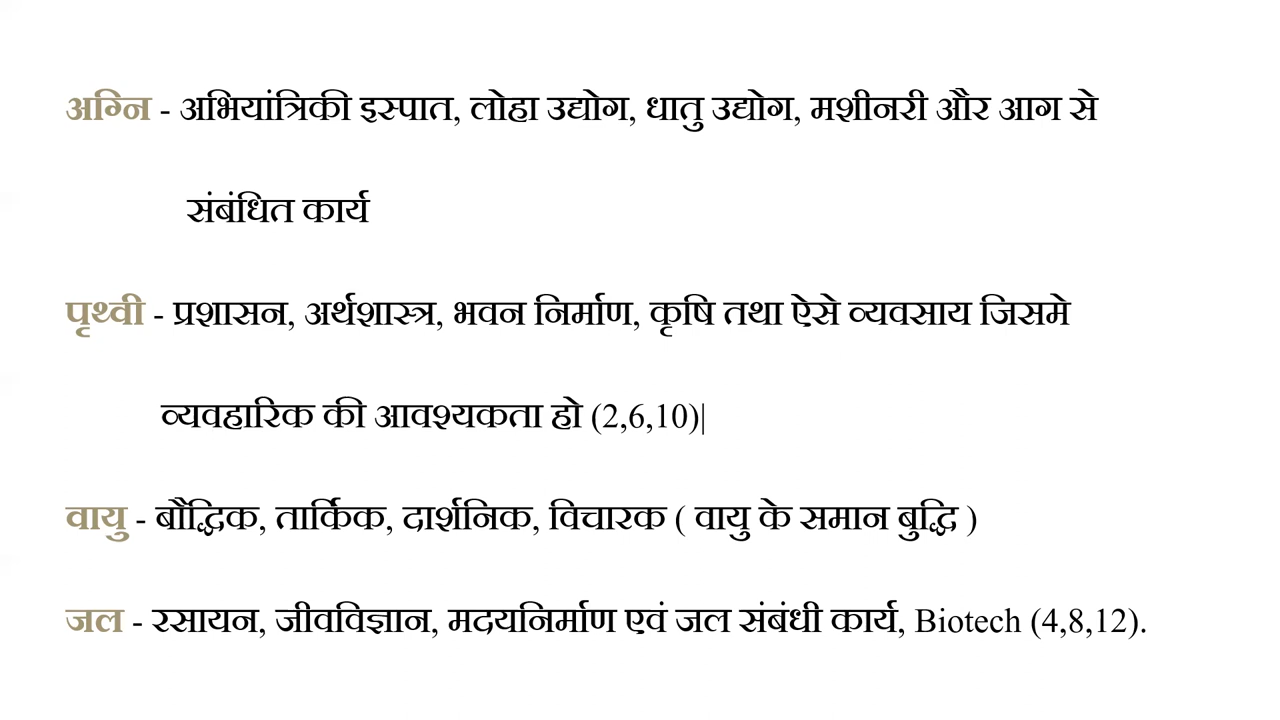 अग्नि - अभियांत्रिकी इस्पात, लोहा उद्योग, धातु उद्योग, मशीनरी और आग से
संबंधित कार्य
पृथ्वी - प्रशासन, अर्थशास्त्र, भवन निर्माण, कृषि तथा ऐसे व्यवसाय जिसमे
व्यवहारिक की आवश्यकता हो (2,6,10)|
वायु - बौद्धिक, तार्किक, दार्शनिक, विचारक ( वायु के समान बुद्धि )
जल - रसायन, जीवविज्ञान, मदयनिर्माण एवं जल संबंधी कार्य, Biotech (4,8,12).